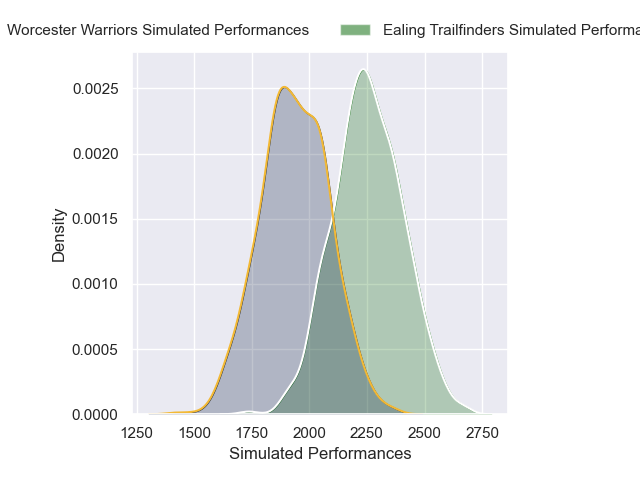 Worcester Warriors Simulated Performances
Ealing Trailfinders Simulated Performa
0.0025
0.0020
0.0015
0.0010
0.0005
0.0000
Density
1250 1500 1750 2000 2250 2500 2750
Simulated Performances